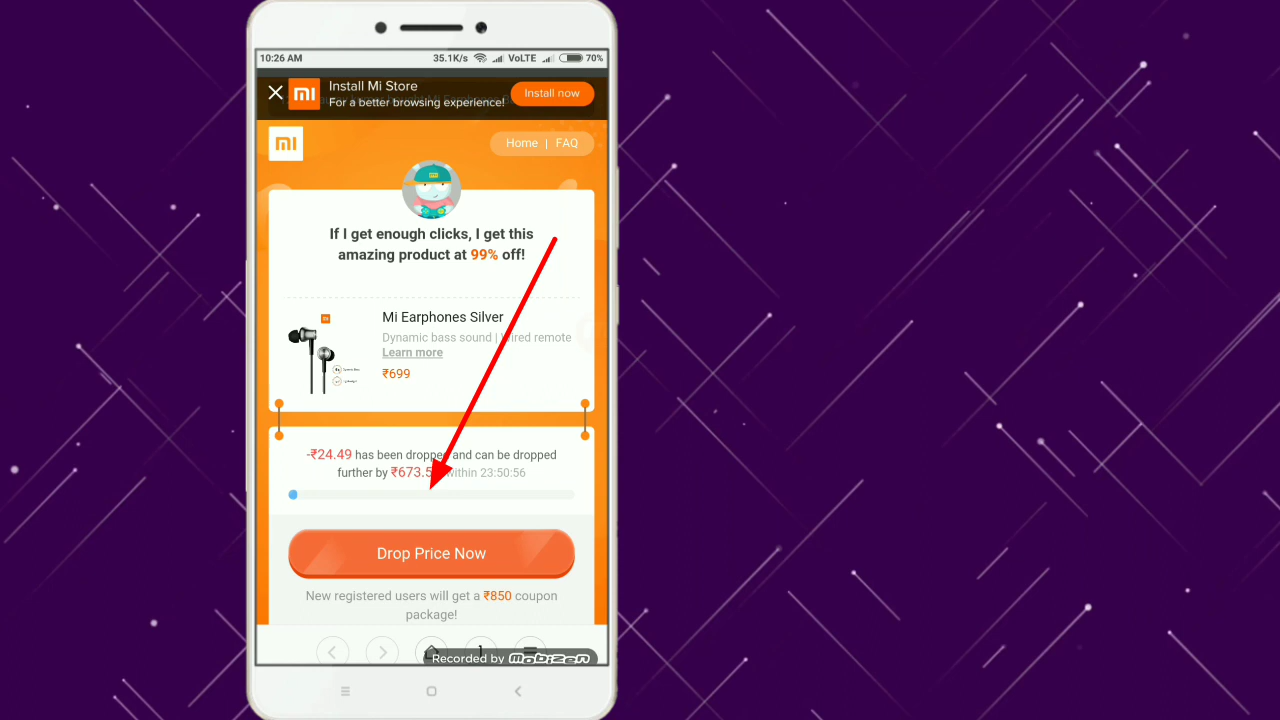 10:26 AM 35.1K/s VoLTE 70%
Install Mi Store
For a better browsing experience!
Install now
Home | FAQ
If I get enough clicks, I get this
amazing product at 99% off!
Mi Earphones Silver
Dynamic bass sound | Wired remote
Learn more
₹699
-₹24.49 has been dropped and can be dropped
further by ₹673.5 within 23:50:56
Drop Price Now
New registered users will get a ₹850 coupon
package!
1
Recorded by mobizen